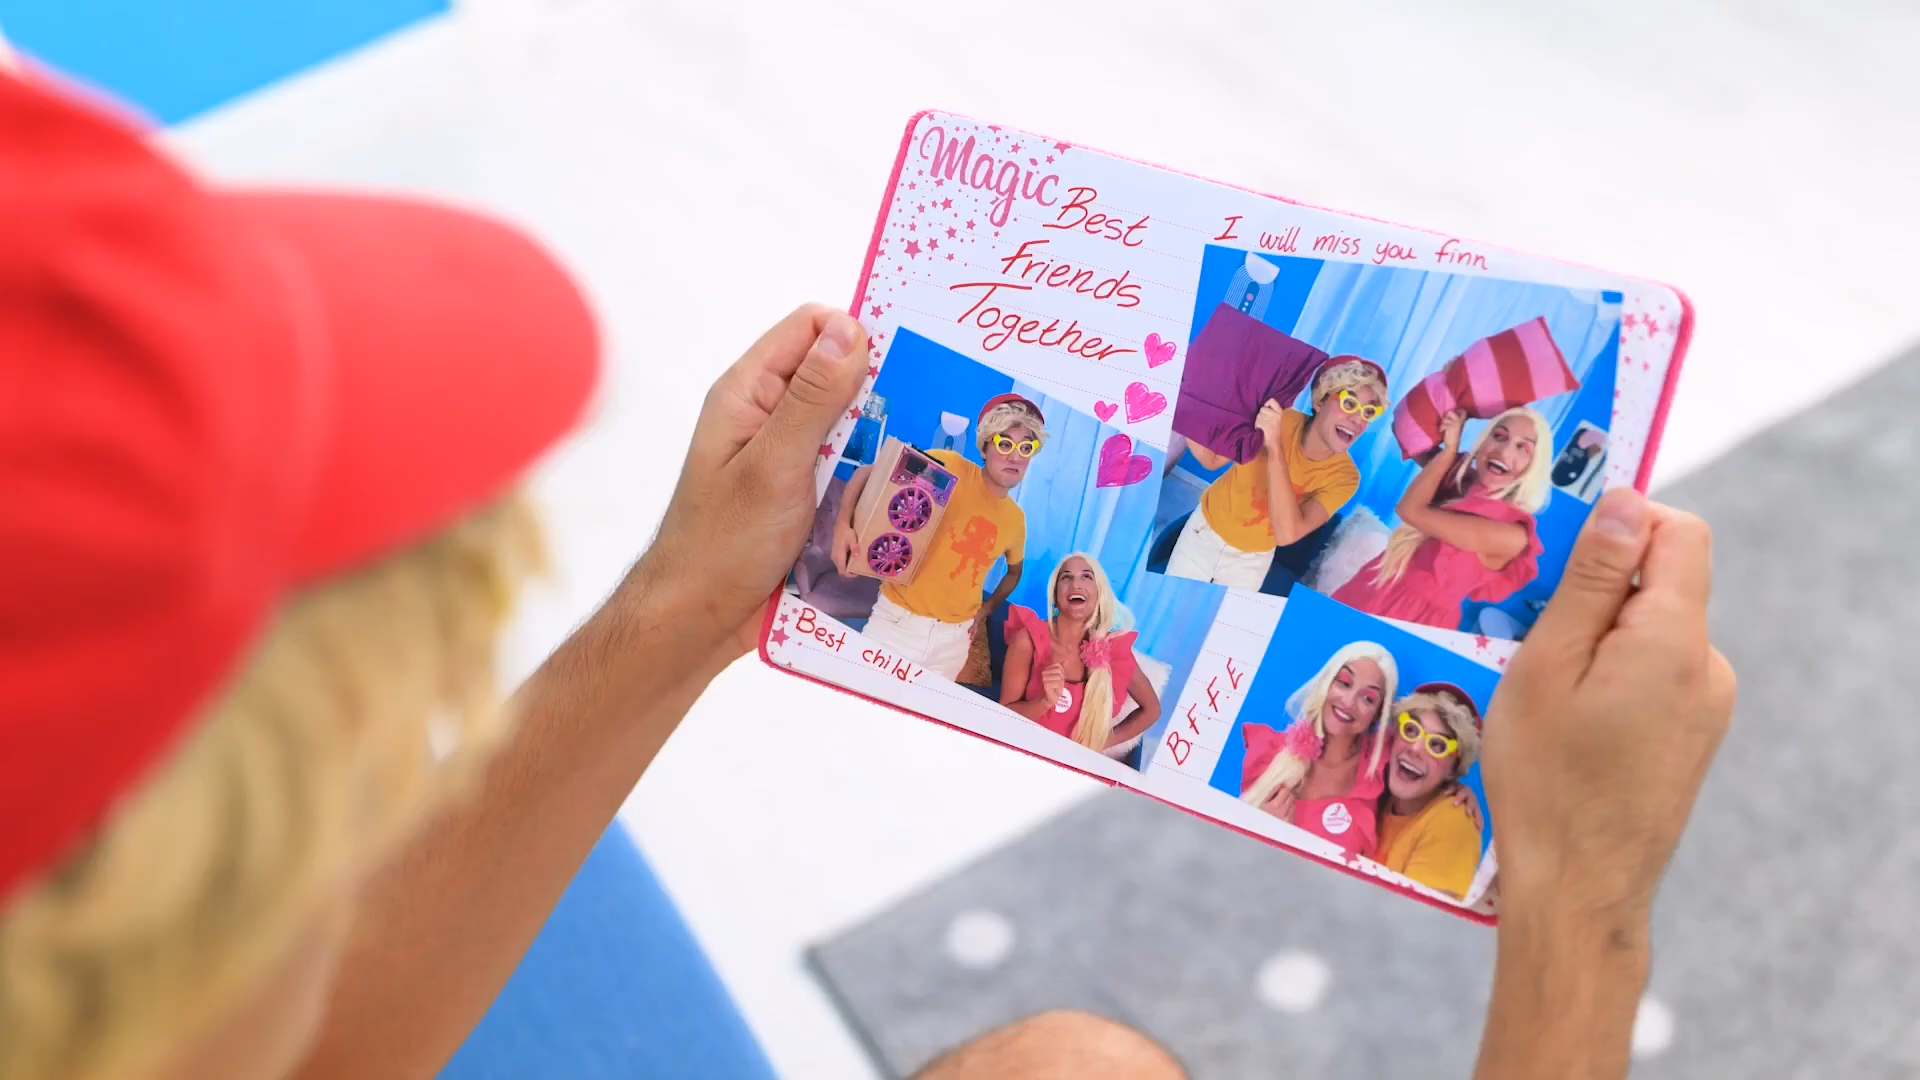 Magic
Best
Friends
Together
I will miss you finn
Best child!
B.F.F.E